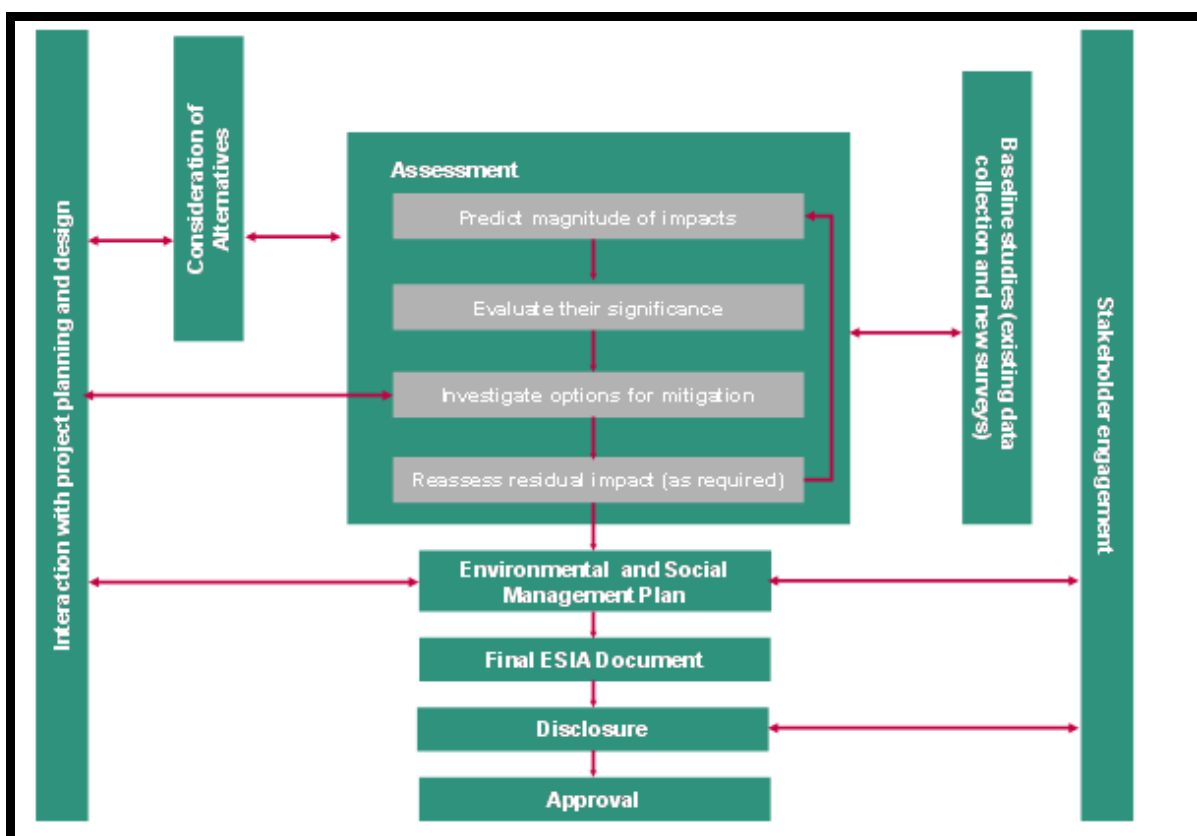 Interaction with project planning and design
Consideration of
Alternatives
Assessment
Predict magnitude of impacts
Evaluate their significance
Investigate options for mitigation
Reassess residual impact (as required)
Environmental and Social
Management Plan
Final ESIA Document
Disclosure
Approval
Baseline studies (existing data
collection and new surveys)
Stakeholder engagement